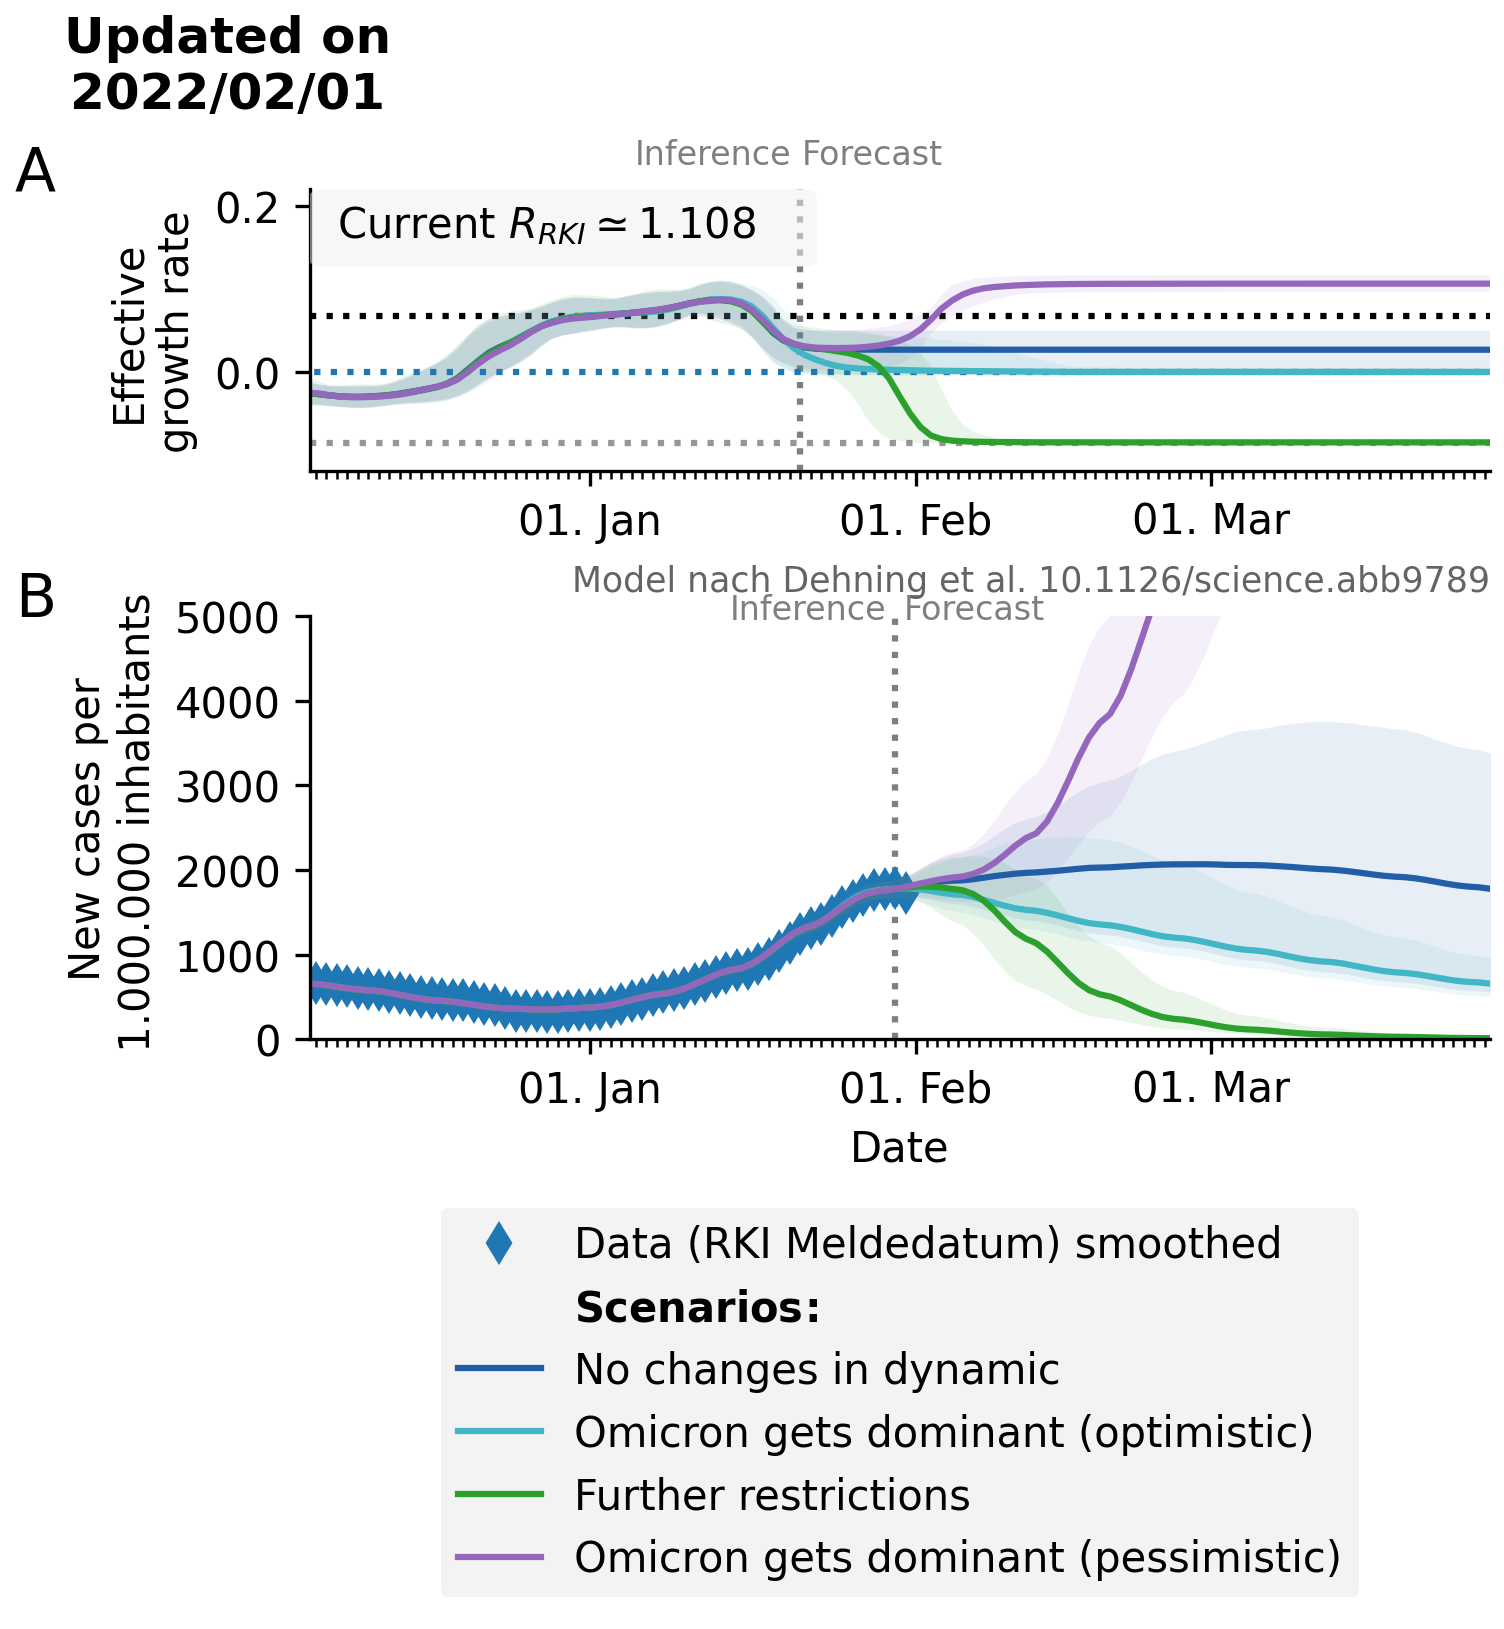 Updated on
2022/02/01
A
Inference Forecast
Current R_RKI ≃ 1.108
Effective
growth rate
0.2
0.0
01. Jan
01. Feb
01. Mar
B
Model nach Dehning et al. 10.1126/science.abb9789
Inference Forecast
New cases per
1.000.000 inhabitants
5000
4000
3000
2000
1000
0
01. Jan
01. Feb
01. Mar
Date
Data (RKI Meldedatum) smoothed
Scenarios:
No changes in dynamic
Omicron gets dominant (optimistic)
Further restrictions
Omicron gets dominant (pessimistic)